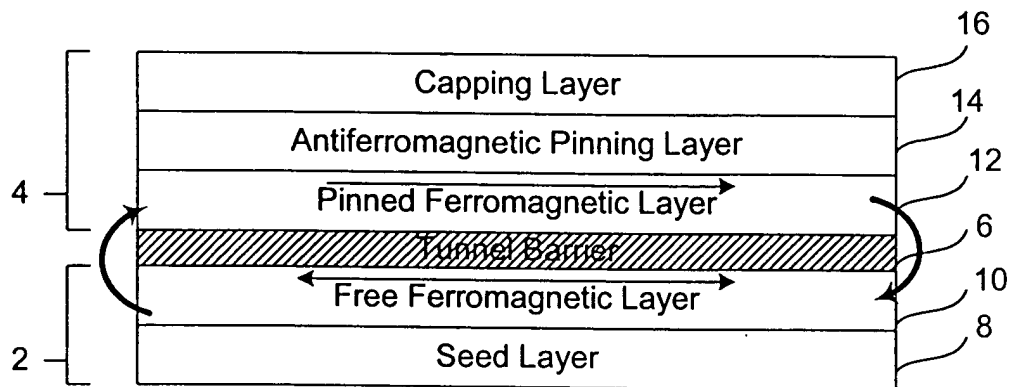 16
Capping Layer
14
Antiferromagnetic Pinning Layer
12
4
Pinned Ferromagnetic Layer
6
Tunnel Barrier
10
Free Ferromagnetic Layer
8
2
Seed Layer